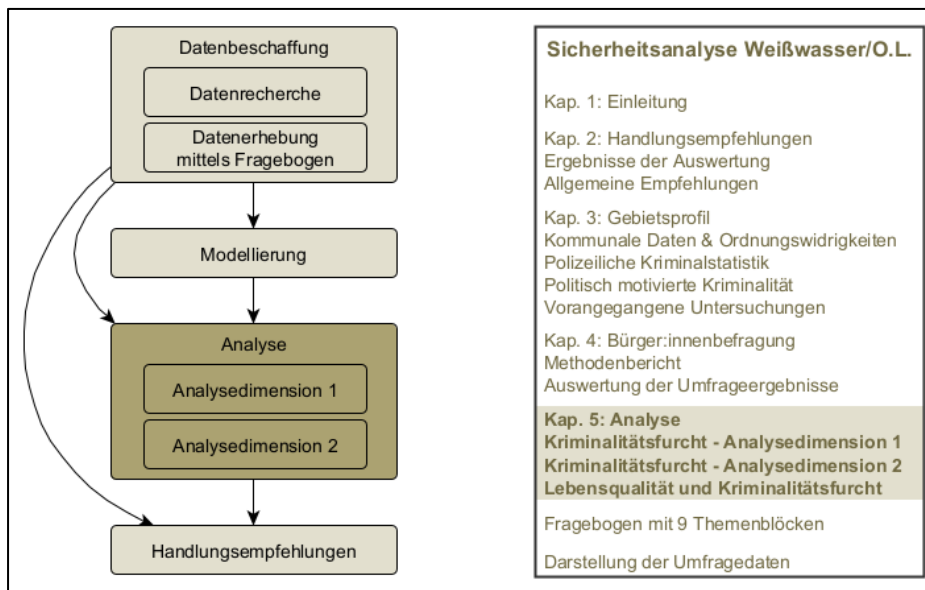 Datenbeschaffung
Datenrecherche
Datenerhebung
mittels Fragebogen
Modellierung
Analyse
Analysedimension 1
Analysedimension 2
Handlungsempfehlungen
Sicherheitsanalyse Weißwasser/O.L.
Kap. 1: Einleitung
Kap. 2: Handlungsempfehlungen
Ergebnisse der Auswertung
Allgemeine Empfehlungen
Kap. 3: Gebietsprofil
Kommunale Daten & Ordnungswidrigkeiten
Polizeiliche Kriminalstatistik
Politisch motivierte Kriminalität
Vorangegangene Untersuchungen
Kap. 4: Bürger:innenbefragung
Methodenbericht
Auswertung der Umfrageergebnisse
Kap. 5: Analyse
Kriminalitätsfurcht - Analysedimension 1
Kriminalitätsfurcht - Analysedimension 2
Lebensqualität und Kriminalitätsfurcht
Fragebogen mit 9 Themenblöcken
Darstellung der Umfragedaten